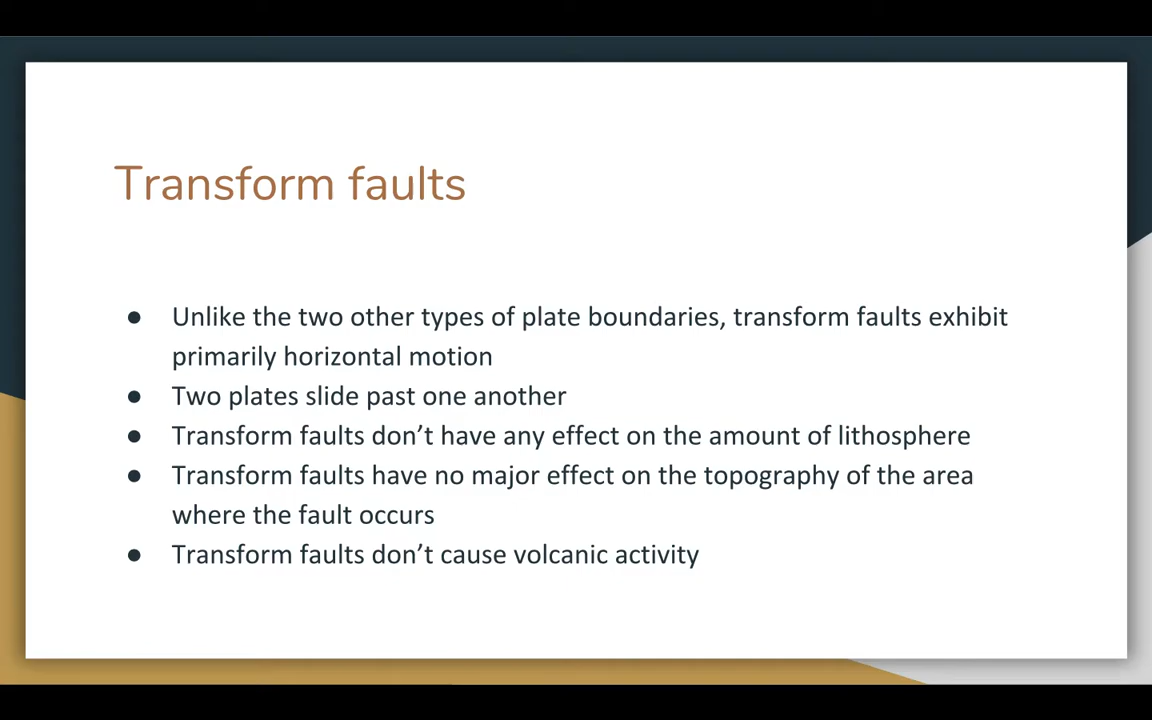 Transform faults
● Unlike the two other types of plate boundaries, transform faults exhibit
primarily horizontal motion
● Two plates slide past one another
● Transform faults don’t have any effect on the amount of lithosphere
● Transform faults have no major effect on the topography of the area
where the fault occurs
● Transform faults don’t cause volcanic activity